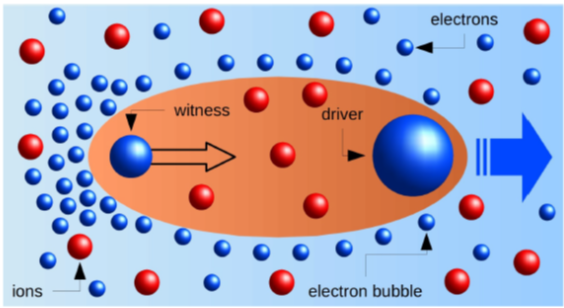 electrons
witness
driver
ions
electron bubble